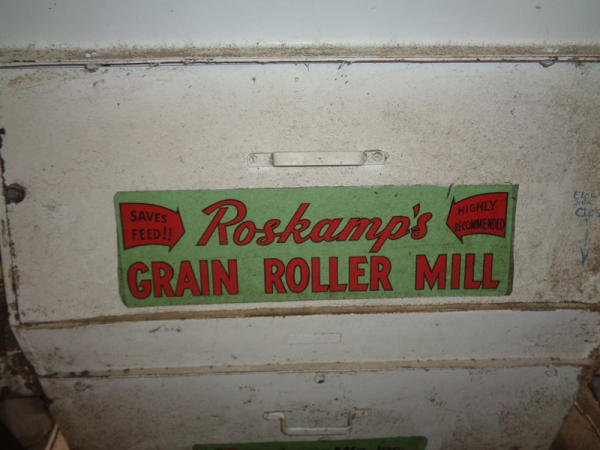 SAVES
FEED!!
Roskamp's
HIGHLY
RECOMMENDED
GRAIN ROLLER MILL